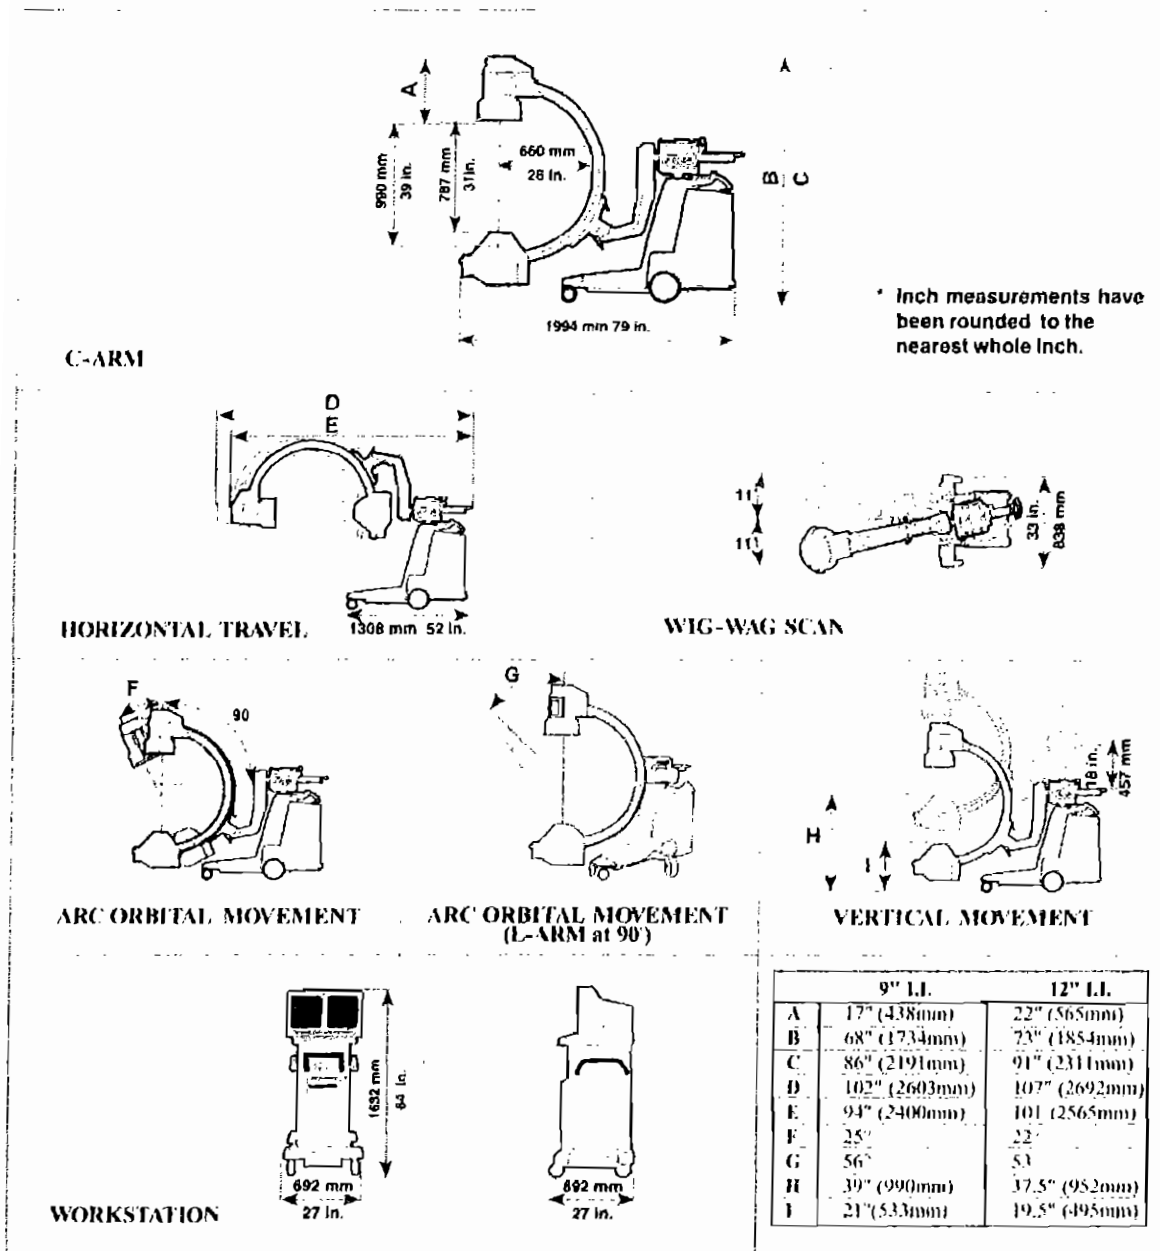 A
990 mm
39 in.
787 mm
31 in.
660 mm
28 in.
B
C
1994 mm 79 in.
* Inch measurements have
been rounded to the
nearest whole Inch.
C-ARM
D
E
1308 mm 52 in.
HORIZONTAL TRAVEL
11°
11°
33 in.
838 mm
WIG-WAG SCAN
F
90
ARC ORBITAL MOVEMENT
G
ARC ORBITAL MOVEMENT
(L-ARM at 90°)
H
I
18 in.
457 mm
VERTICAL MOVEMENT
1632 mm
64 in.
692 mm
27 in.
692 mm
27 in.
WORKSTATION
9" I.I. 12" I.I.
A 17" (438mm) 22" (565mm)
B 68" (1734mm) 73" (1854mm)
C 86" (2191mm) 91" (2311mm)
D 102" (2603mm) 107" (2692mm)
E 94" (2400mm) 101 (2565mm)
F 25° 22°
G 56° 53
H 39" (990mm) 37.5" (952mm)
I 21"(533mm) 19.5" (495mm)